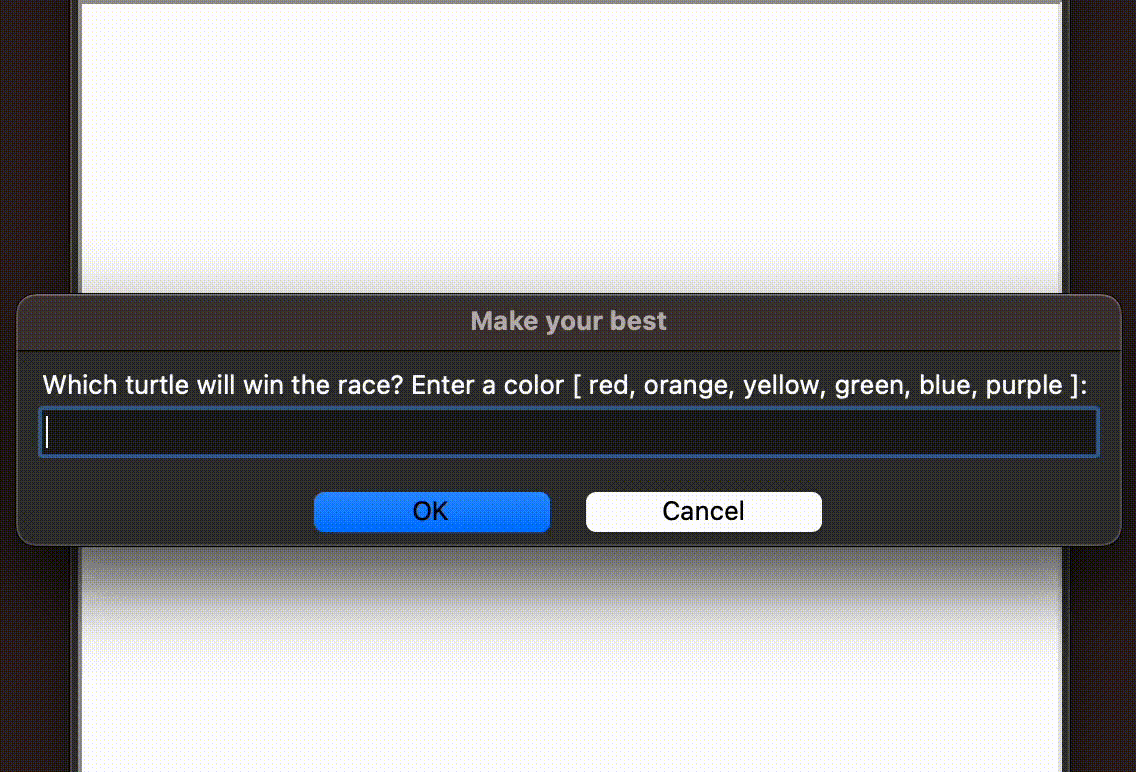 Make your best
Which turtle will win the race? Enter a color [ red, orange, yellow, green, blue, purple ]:
OK Cancel